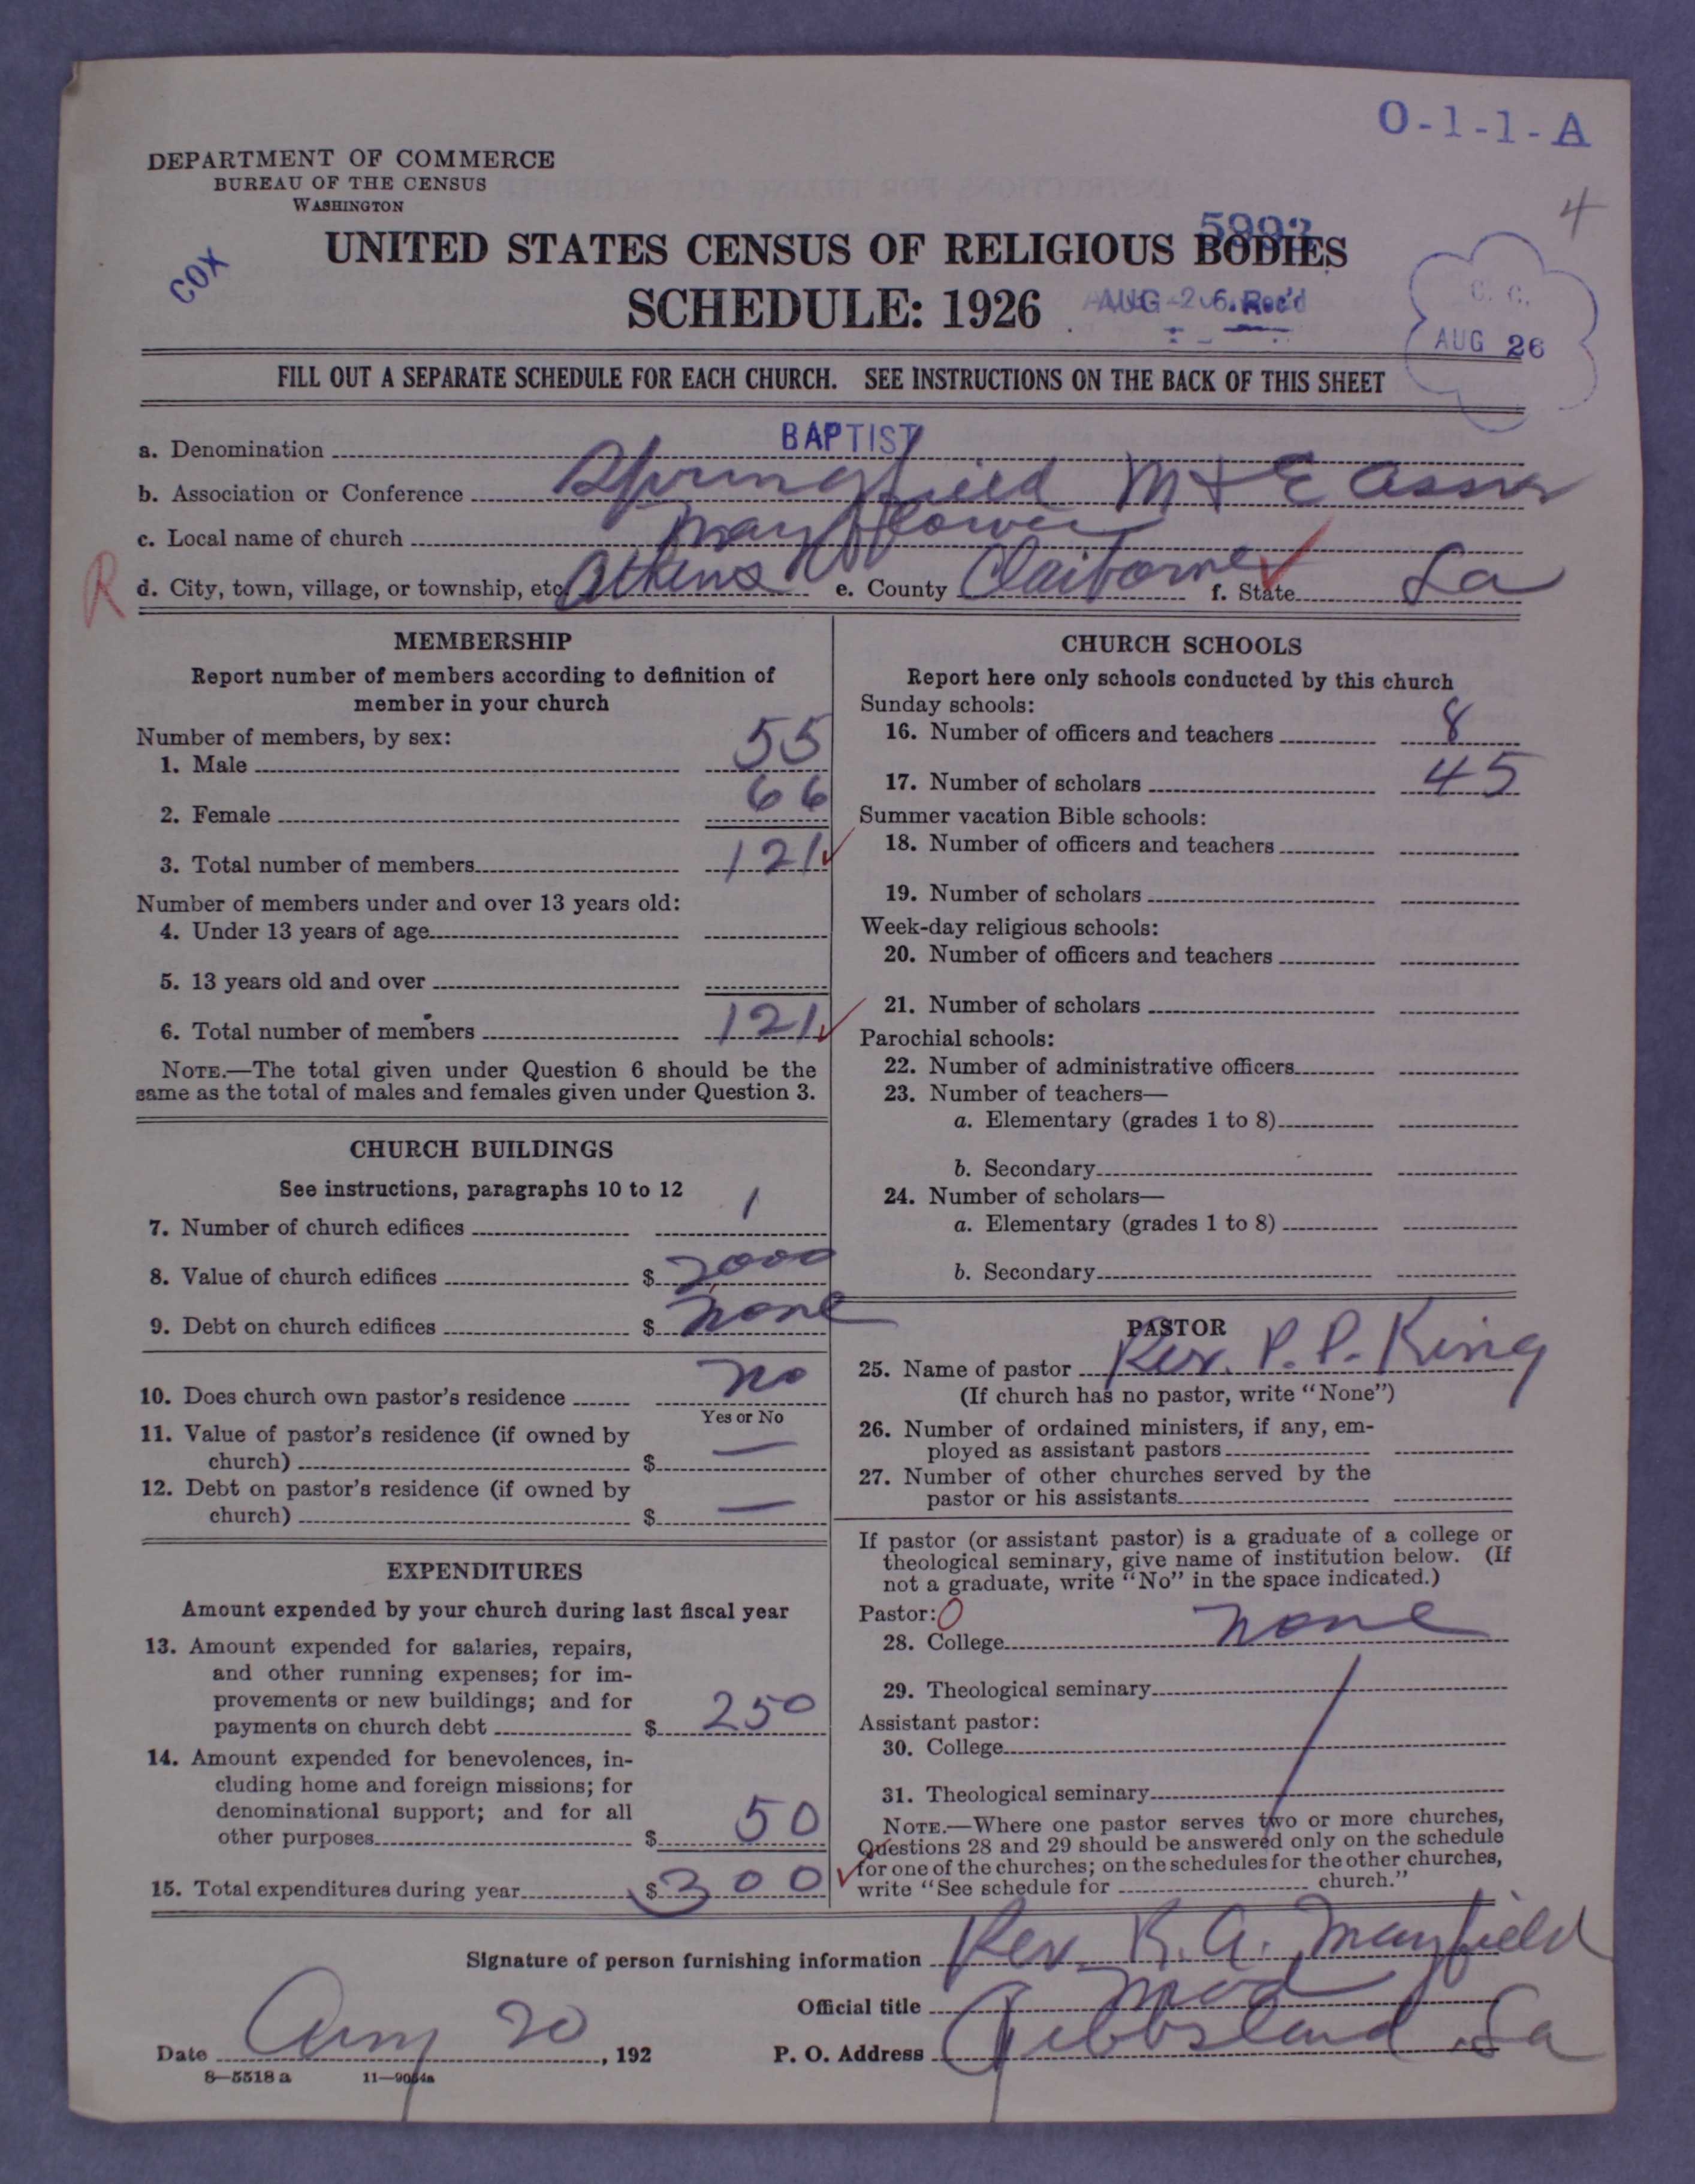 O-1-1-A
DEPARTMENT OF COMMERCE
BUREAU OF THE CENSUS
WASHINGTON
4
COX
5992
UNITED STATES CENSUS OF RELIGIOUS BODIES
SCHEDULE: 1926
AUG -2 6. Rec'd
C. C.
AUG 26
FILL OUT A SEPARATE SCHEDULE FOR EACH CHURCH. SEE INSTRUCTIONS ON THE BACK OF THIS SHEET
a. Denomination BAPTIST
b. Association or Conference Springfield M & E Assn
c. Local name of church Mayflower
R
d. City, town, village, or township, etc. Athens e. County Claiborne f. State La
MEMBERSHIP
Report number of members according to definition of
member in your church
Number of members, by sex:
1. Male 55
2. Female 66
3. Total number of members 121
Number of members under and over 13 years old:
4. Under 13 years of age
5. 13 years old and over
6. Total number of members 121
NOTE.—The total given under Question 6 should be the
same as the total of males and females given under Question 3.
CHURCH BUILDINGS
See instructions, paragraphs 10 to 12
7. Number of church edifices 1
8. Value of church edifices $ 2000
9. Debt on church edifices $ none
10. Does church own pastor's residence no
Yes or No
11. Value of pastor's residence (if owned by
church) $ —
12. Debt on pastor's residence (if owned by
church) $ —
EXPENDITURES
Amount expended by your church during last fiscal year
13. Amount expended for salaries, repairs,
and other running expenses; for im-
provements or new buildings; and for
payments on church debt $ 250
14. Amount expended for benevolences, in-
cluding home and foreign missions; for
denominational support; and for all
other purposes $ 50
15. Total expenditures during year $ 300
CHURCH SCHOOLS
Report here only schools conducted by this church
Sunday schools:
16. Number of officers and teachers 8
17. Number of scholars 45
Summer vacation Bible schools:
18. Number of officers and teachers
19. Number of scholars
Week-day religious schools:
20. Number of officers and teachers
21. Number of scholars
Parochial schools:
22. Number of administrative officers
23. Number of teachers—
a. Elementary (grades 1 to 8)
b. Secondary
24. Number of scholars—
a. Elementary (grades 1 to 8)
b. Secondary
PASTOR
25. Name of pastor Rev. P. P. King
(If church has no pastor, write "None")
26. Number of ordained ministers, if any, em-
ployed as assistant pastors
27. Number of other churches served by the
pastor or his assistants
If pastor (or assistant pastor) is a graduate of a college or
theological seminary, give name of institution below. (If
not a graduate, write "No" in the space indicated.)
Pastor: 0
28. College none
29. Theological seminary
Assistant pastor:
30. College
31. Theological seminary
NOTE.—Where one pastor serves two or more churches,
Questions 28 and 29 should be answered only on the schedule
for one of the churches; on the schedules for the other churches,
write "See schedule for church."
Signature of person furnishing information Rev. R. A. Mayfield
Official title Mod
Date Aug 20, 192
P. O. Address Gibbsland La
8—5518 a 11—9054a